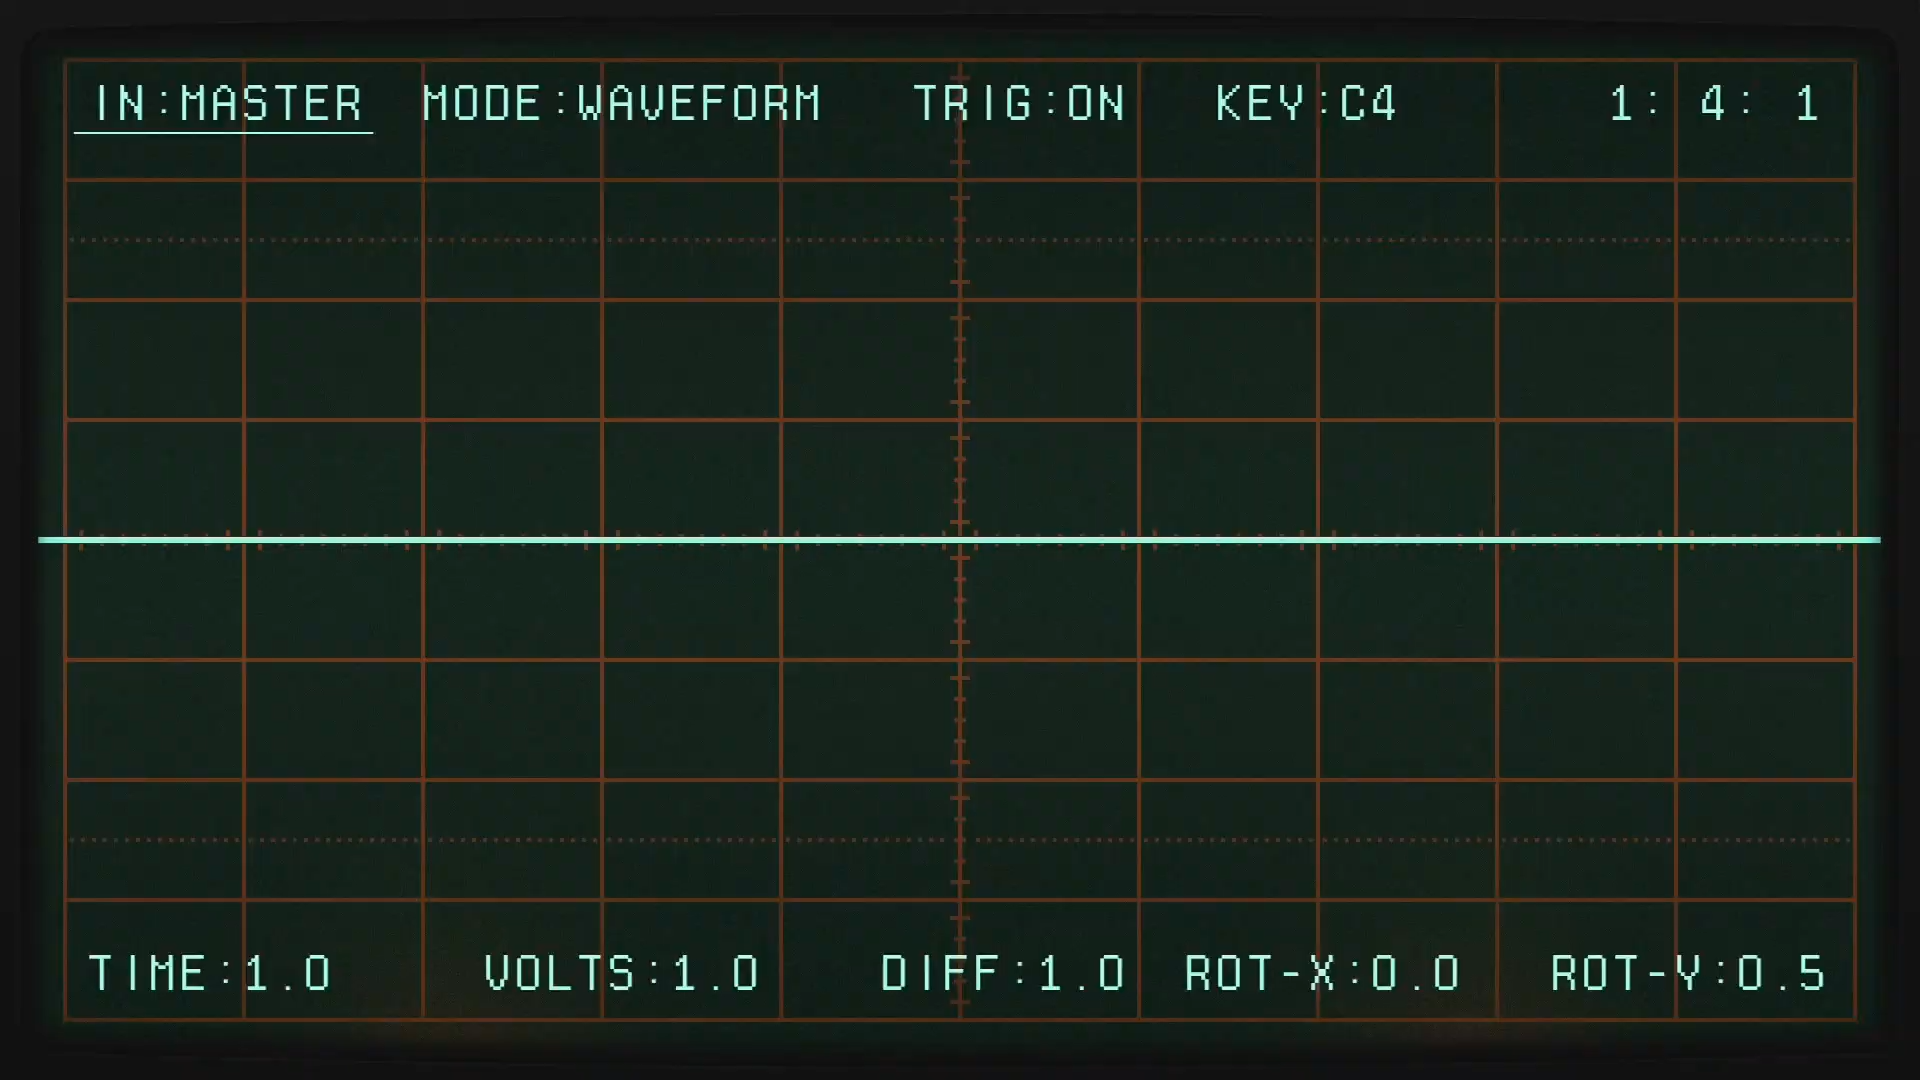 IN:MASTER MODE:WAVEFORM TRIG:ON KEY:C4 1: 4: 1
TIME:1.0 VOLTS:1.0 DIFF:1.0 ROT-X:0.0 ROT-Y:0.5